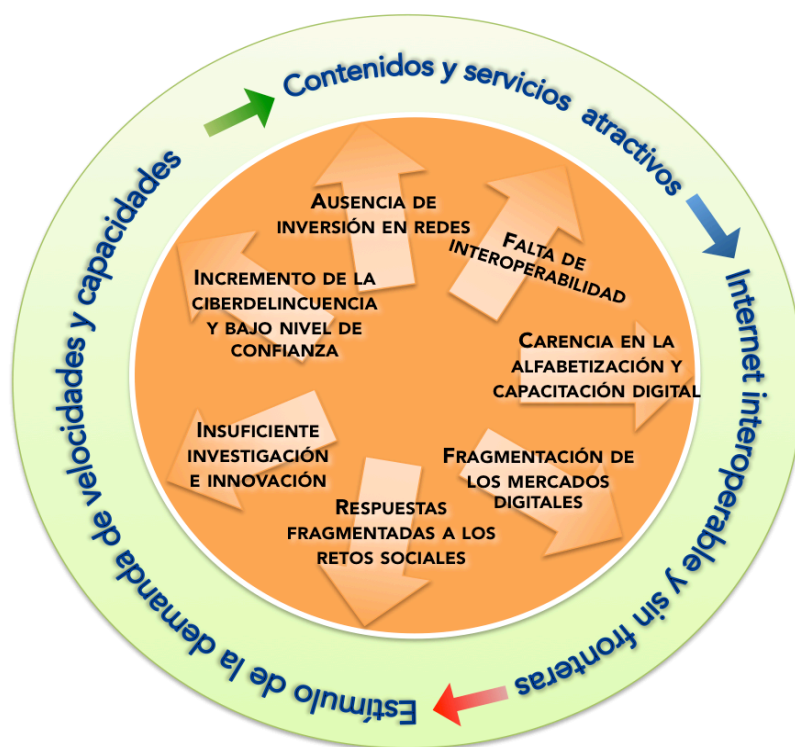 Contenidos y servicios atractivos
Internet interoperable y sin fronteras
Estímulo de la demanda de velocidades y capacidades
AUSENCIA DE
INVERSIÓN EN REDES
FALTA DE
INTEROPERABILIDAD
CARENCIA EN LA
ALFABETIZACIÓN Y
CAPACITACIÓN DIGITAL
FRAGMENTACIÓN DE
LOS MERCADOS
DIGITALES
RESPUESTAS
FRAGMENTADAS A LOS
RETOS SOCIALES
INSUFICIENTE
INVESTIGACIÓN
E INNOVACIÓN
INCREMENTO DE LA
CIBERDELINCUENCIA
Y BAJO NIVEL DE
CONFIANZA